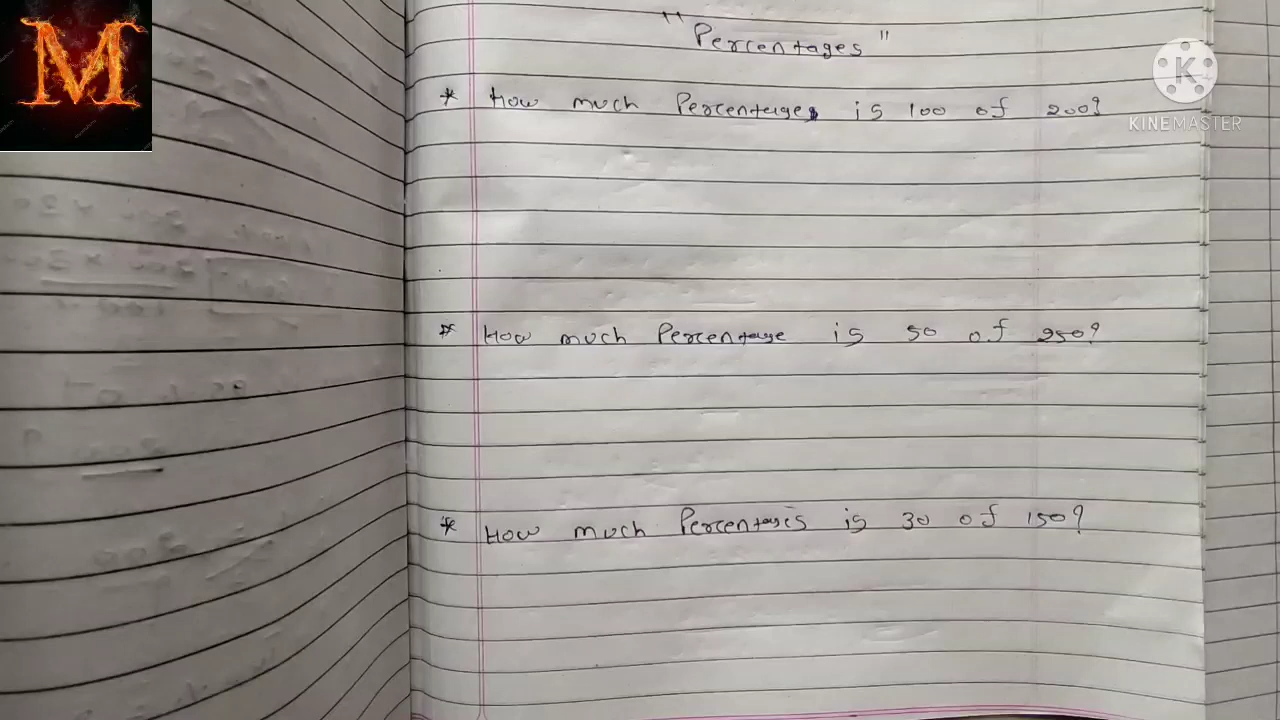 M
"Percentages"
KINEMASTER
* How much Percentages is 100 of 200?
* How much Percentage is 50 of 250?
* How much Percentages is 30 of 150?